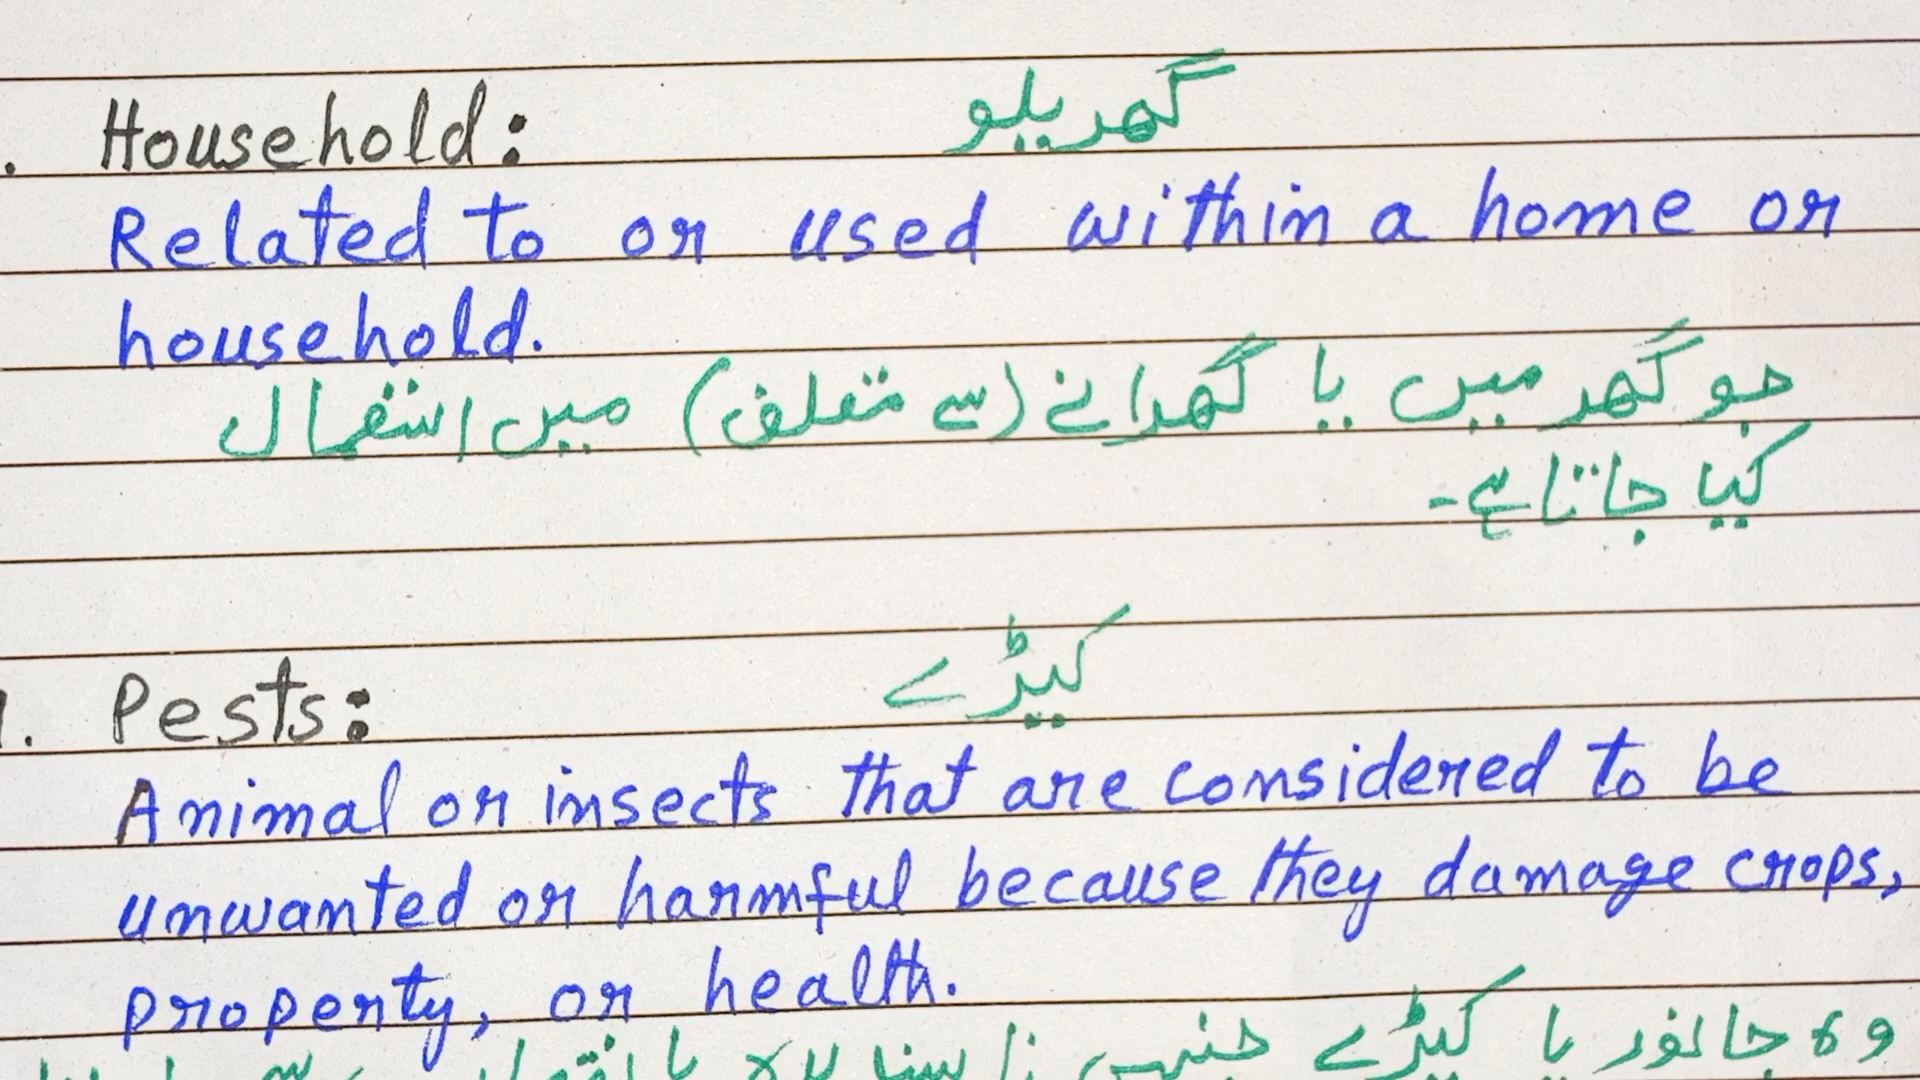 . Household: گھریلو
Related to or used within a home or
household.
جو گھر میں یا گھرانے (سے متعلق) میں استعمال
کیا جاتا ہے۔
. Pests: کیڑے
Animal or insects that are considered to be
unwanted or harmful because they damage crops,
property, or health.
وہ جانور یا کیڑے جنہیں